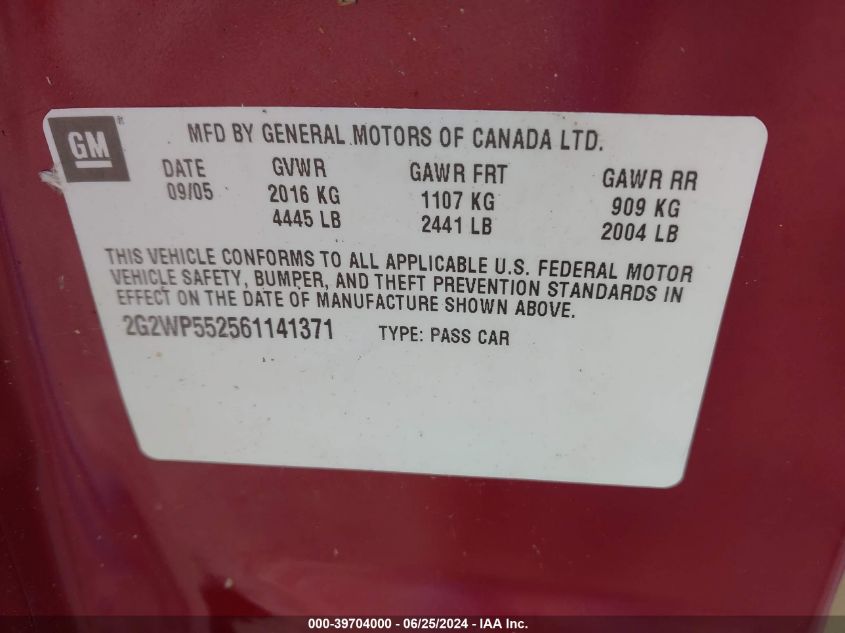 GM
MFD BY GENERAL MOTORS OF CANADA LTD.
DATE GVWR GAWR FRT GAWR RR
09/05 2016 KG 1107 KG 909 KG
4445 LB 2441 LB 2004 LB
THIS VEHICLE CONFORMS TO ALL APPLICABLE U.S. FEDERAL MOTOR
VEHICLE SAFETY, BUMPER, AND THEFT PREVENTION STANDARDS IN
EFFECT ON THE DATE OF MANUFACTURE SHOWN ABOVE.
2G2WP552561141371 TYPE: PASS CAR
000-39704000 - 06/25/2024 - IAA Inc.